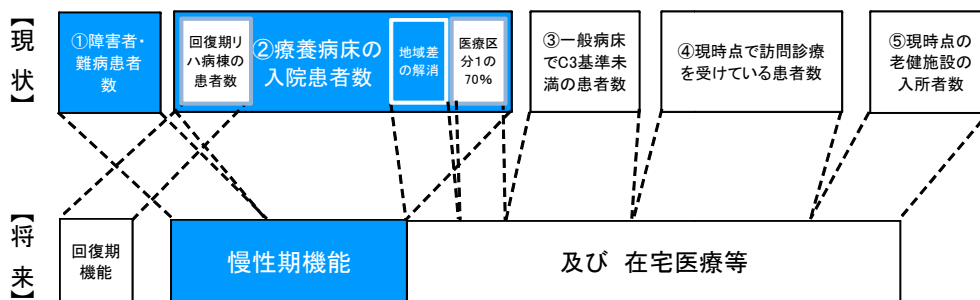 【現状】
①障害者・
難病患者
数
回復期リ
ハ病棟の
患者数
②療養病床の
入院患者数
地域差
の解消
医療区
分1の
70%
③一般病床
でC3基準未
満の患者数
④現時点で訪問診療
を受けている患者数
⑤現時点の
老健施設の
入所者数
【将来】
回復期
機能
慢性期機能
及び 在宅医療等